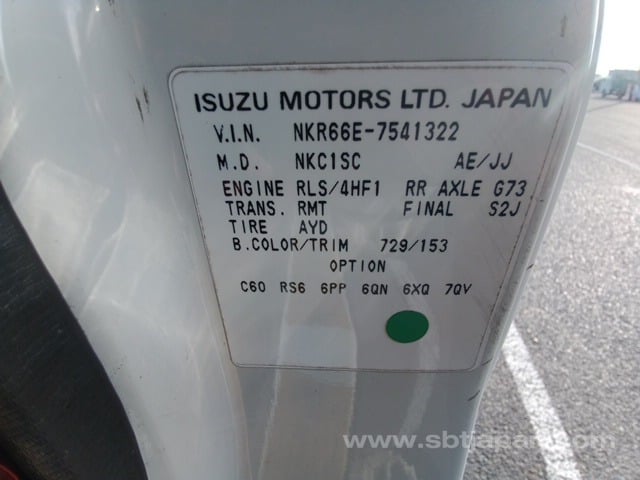 ISUZU MOTORS LTD. JAPAN
V.I.N. NKR66E-7541322
M.D. NKC1SC AE/JJ
ENGINE RLS/4HF1 RR AXLE G73
TRANS. RMT FINAL S2J
TIRE AYD
B.COLOR/TRIM 729/153
OPTION
C60 RS6 6PP 6QN 6XQ 7QV
www.sbtjapan.com